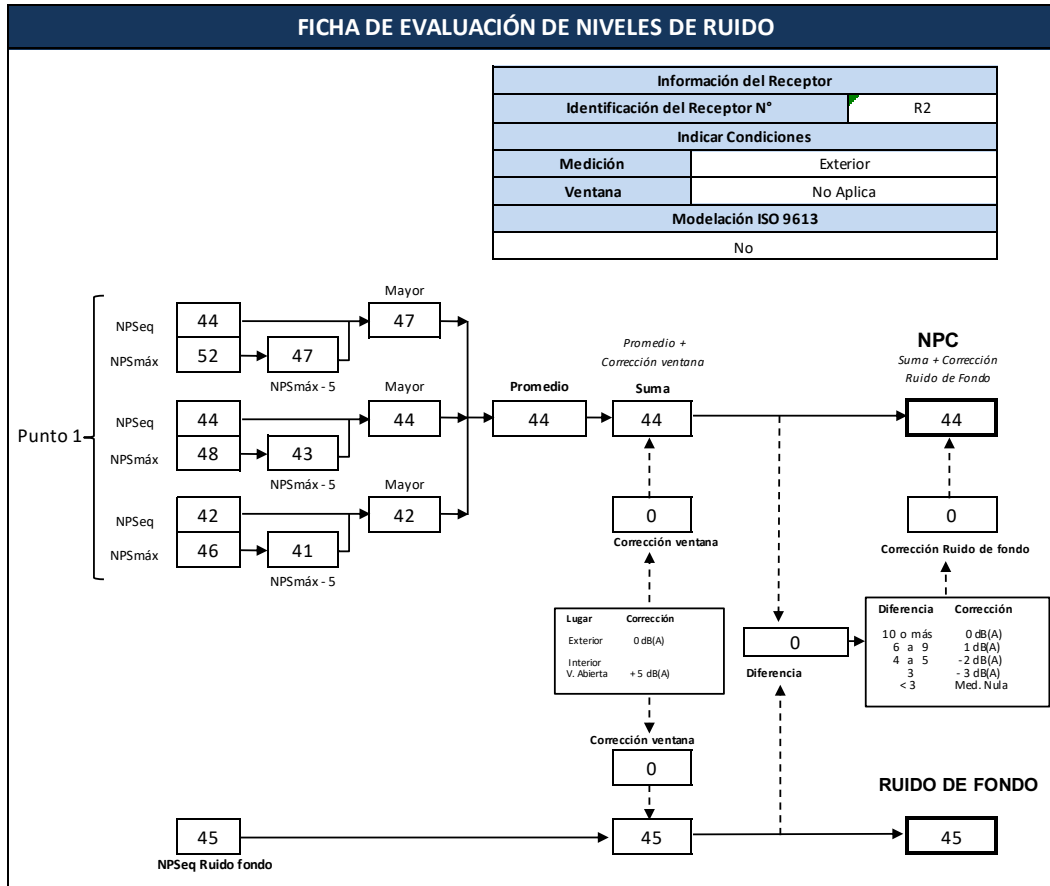 FICHA DE EVALUACIÓN DE NIVELES DE RUIDO
Información del Receptor
Identificación del Receptor N° R2
Indicar Condiciones
Medición Exterior
Ventana No Aplica
Modelación ISO 9613
No
Punto 1
NPSeq 44
NPSmáx 52
47
NPSmáx - 5
Mayor
47
NPSeq 44
NPSmáx 48
43
NPSmáx - 5
Mayor
44
NPSeq 42
NPSmáx 46
41
NPSmáx - 5
Mayor
42
Promedio
44
Promedio +
Corrección ventana
Suma
44
0
Corrección ventana
NPC
Suma + Corrección
Ruido de Fondo
44
0
Corrección Ruido de fondo
Lugar Corrección
Exterior 0 dB(A)
Interior
V. Abierta + 5 dB(A)
0
Diferencia
Diferencia Corrección
10 o más 0 dB(A)
6 a 9 1 dB(A)
4 a 5 -2 dB(A)
3 - 3 dB(A)
< 3 Med. Nula
Corrección ventana
0
45
NPSeq Ruido fondo
45
RUIDO DE FONDO
45